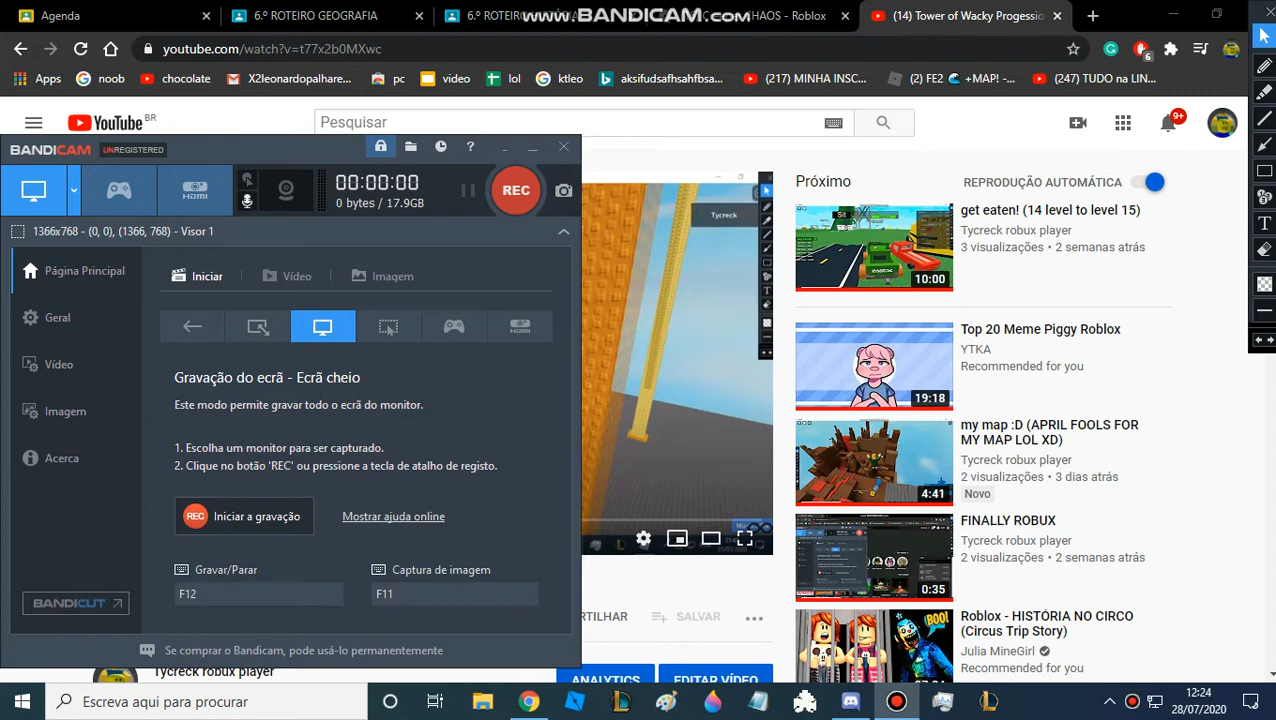 Agenda
6.º ROTEIRO GEOGRAFIA
6.º ROTEIRO
CHAOS - Roblox
(14) Tower of Wacky Progessio
www.BANDICAM.com
youtube.com/watch?v=t77x2b0MXwc
6
Apps
noob
chocolate
X2leonardopalhare...
pc
video
lol
ktleo
aksifudsafhsahfbsa...
(217) MINHA INSC...
(2) FE2 🌊 +MAP! -...
(247) TUDO na LIN...
YouTube BR
Pesquisar
9+
BANDICAM UNREGISTERED
00:00:00
0 bytes / 17.9GB
REC
1366x768 - (0, 0), (1366, 768) - Visor 1
Página Principal
Geral
Vídeo
Imagem
Acerca
Iniciar
Vídeo
Imagem
HDMI
Gravação do ecrã - Ecrã cheio
permite gravar todo o ecrã do monitor.
1. Escolha um monitor para ser gravado.
2. Clique no botão 'REC' ou pressione a tecla de atalho de registo.
Mostrar ajuda online
Gravar/Parar
Captura de imagem
F11
BANDICUT
Se comprar o Bandicam, pode usá-lo permanentemente
Tycreck
RTILHAR
SALVAR
Tycreck robux player
ANALYTICS
EDITAR VÍDEO
Próximo
REPRODUÇÃO AUTOMÁTICA
get eaten! (14 level to level 15)
Tycreck robux player
3 visualizações • 2 semanas atrás
10:00
Top 20 Meme Piggy Roblox
YTKA
Recommended for you
19:18
my map :D (APRIL FOOLS FOR
MY MAP LOL XD)
Tycreck robux player
2 visualizações • 3 dias atrás
Novo
4:41
FINALLY ROBUX
Tycreck robux player
2 visualizações • 2 semanas atrás
0:35
Roblox - HISTÓRIA NO CIRCO
(Circus Trip Story)
Julia MineGirl
Recommended for you
BOO!
Escreva aqui para procurar
12:24
28/07/2020